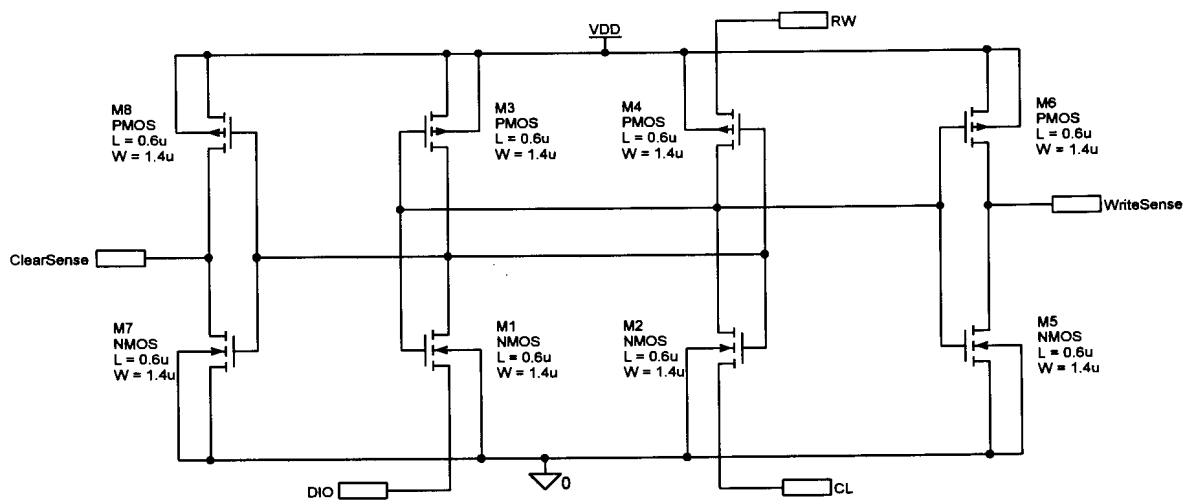 VDD
RW
M8
PMOS
L = 0.6u
W = 1.4u
M3
PMOS
L = 0.6u
W = 1.4u
M4
PMOS
L = 0.6u
W = 1.4u
M6
PMOS
L = 0.6u
W = 1.4u
ClearSense
WriteSense
M7
NMOS
L = 0.6u
W = 1.4u
M1
NMOS
L = 0.6u
W = 1.4u
M2
NMOS
L = 0.6u
W = 1.4u
M5
NMOS
L = 0.6u
W = 1.4u
DIO
0
CL